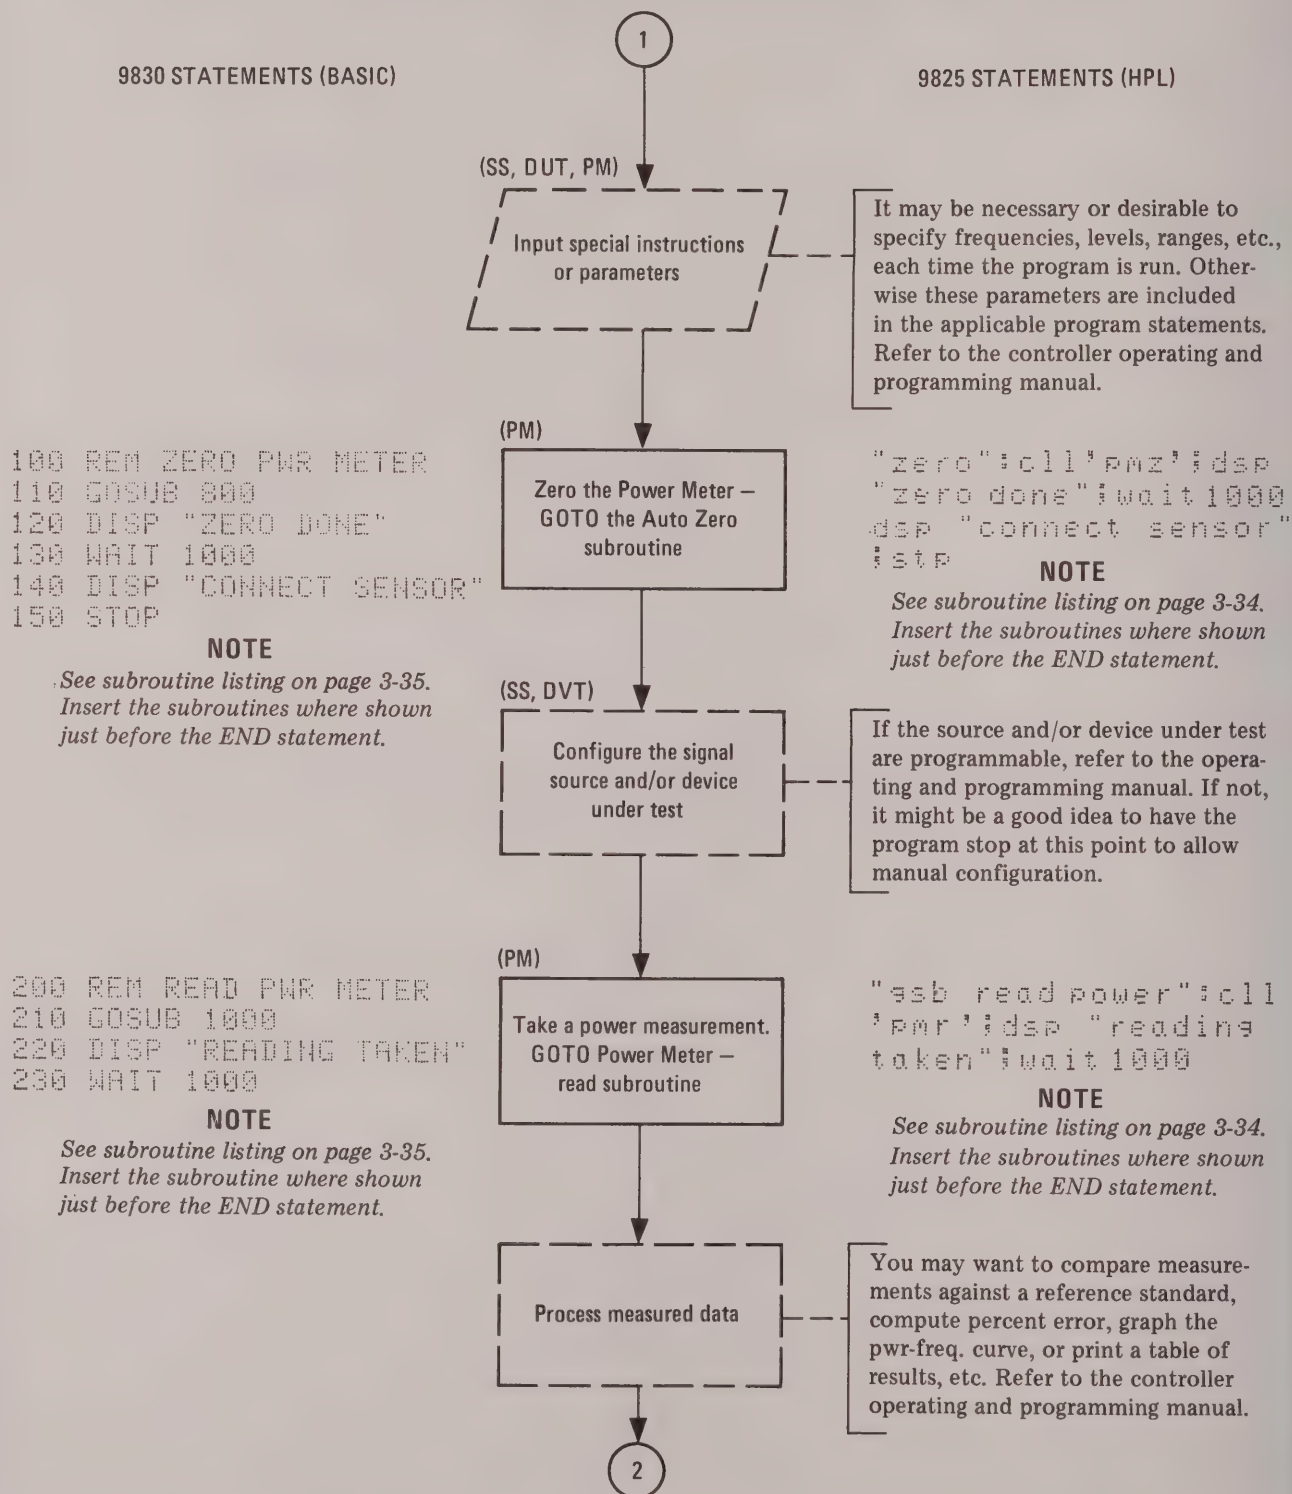 1
9830 STATEMENTS (BASIC)
9825 STATEMENTS (HPL)
(SS, DUT, PM)
Input special instructions
or parameters
It may be necessary or desirable to
specify frequencies, levels, ranges, etc.,
each time the program is run. Other-
wise these parameters are included
in the applicable program statements.
Refer to the controller operating and
programming manual.
(PM)
100 REM ZERO PWR METER
110 GOSUB 800
120 DISP "ZERO DONE"
130 WAIT 1000
140 DISP "CONNECT SENSOR"
150 STOP
NOTE
See subroutine listing on page 3-35.
Insert the subroutines where shown
just before the END statement.
Zero the Power Meter –
GOTO the Auto Zero
subroutine
"zero":cll'pmz';dsp
"zero done";wait 1000
dsp "connect sensor"
;stp
NOTE
See subroutine listing on page 3-34.
Insert the subroutines where shown
just before the END statement.
(SS, DVT)
Configure the signal
source and/or device
under test
If the source and/or device under test
are programmable, refer to the opera-
ting and programming manual. If not,
it might be a good idea to have the
program stop at this point to allow
manual configuration.
(PM)
200 REM READ PWR METER
210 GOSUB 1000
220 DISP "READING TAKEN"
230 WAIT 1000
NOTE
See subroutine listing on page 3-35.
Insert the subroutine where shown
just before the END statement.
Take a power measurement.
GOTO Power Meter –
read subroutine
"gsb read power":cll
'pmr';dsp "reading
taken";wait 1000
NOTE
See subroutine listing on page 3-34.
Insert the subroutines where shown
just before the END statement.
Process measured data
You may want to compare measure-
ments against a reference standard,
compute percent error, graph the
pwr-freq. curve, or print a table of
results, etc. Refer to the controller
operating and programming manual.
2